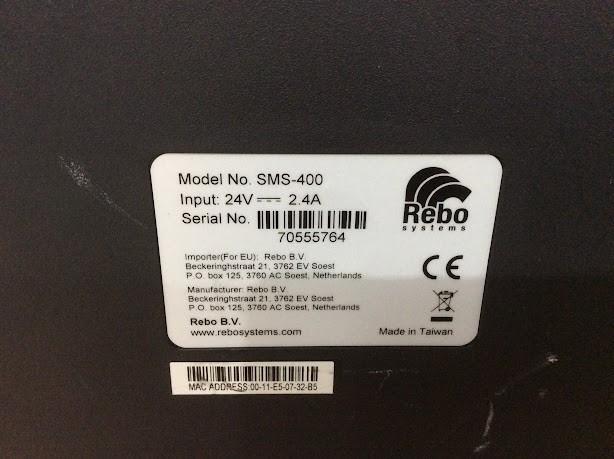 Model No. SMS-400
Input: 24V ⎓ 2.4A
Serial No.
70555764
Rebo
systems
Importer(For EU): Rebo B.V.
Beckeringhstraat 21, 3762 EV Soest
P.O. box 125, 3760 AC Soest, Netherlands
Manufacturer: Rebo B.V.
Beckeringhstraat 21, 3762 EV Soest
P.O. box 125, 3760 AC Soest, Netherlands
CE
Rebo B.V.
www.rebosystems.com
Made in Taiwan
MAC ADDRESS:00-11-E5-07-32-B5